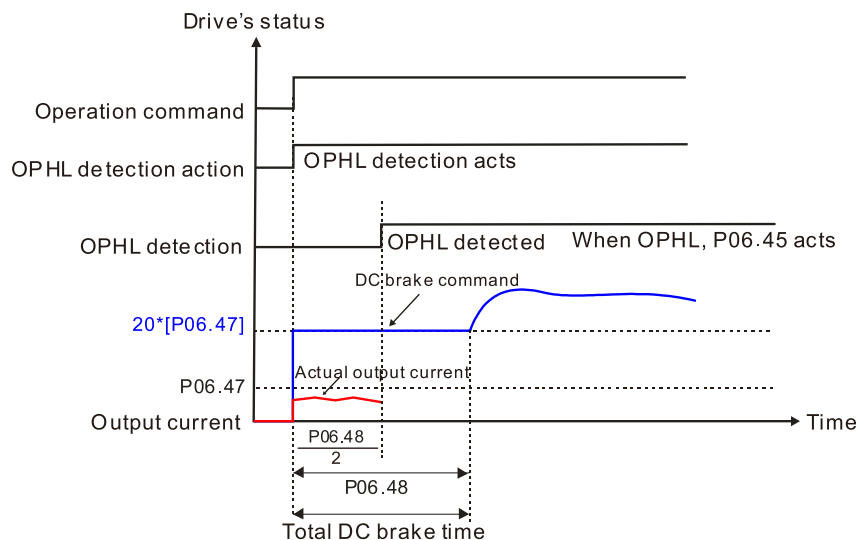 Drive's status
Operation command
OPHL detection action
OPHL detection acts
OPHL detection
OPHL detected
When OPHL, P06.45 acts
DC brake command
20*[P06.47]
Actual output current
P06.47
Output current
Time
P06.48
2
P06.48
Total DC brake time